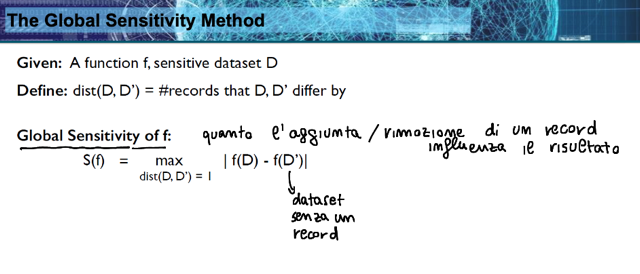 The Global Sensitivity Method
Given: A function f, sensitive dataset D
Define: dist(D, D') = #records that D, D' differ by
Global Sensitivity of f: quanto l'aggiunta / rimozione di un record
influenza il risultato
S(f) = max | f(D) - f(D')|
dist(D, D') = 1
dataset
senza un
record